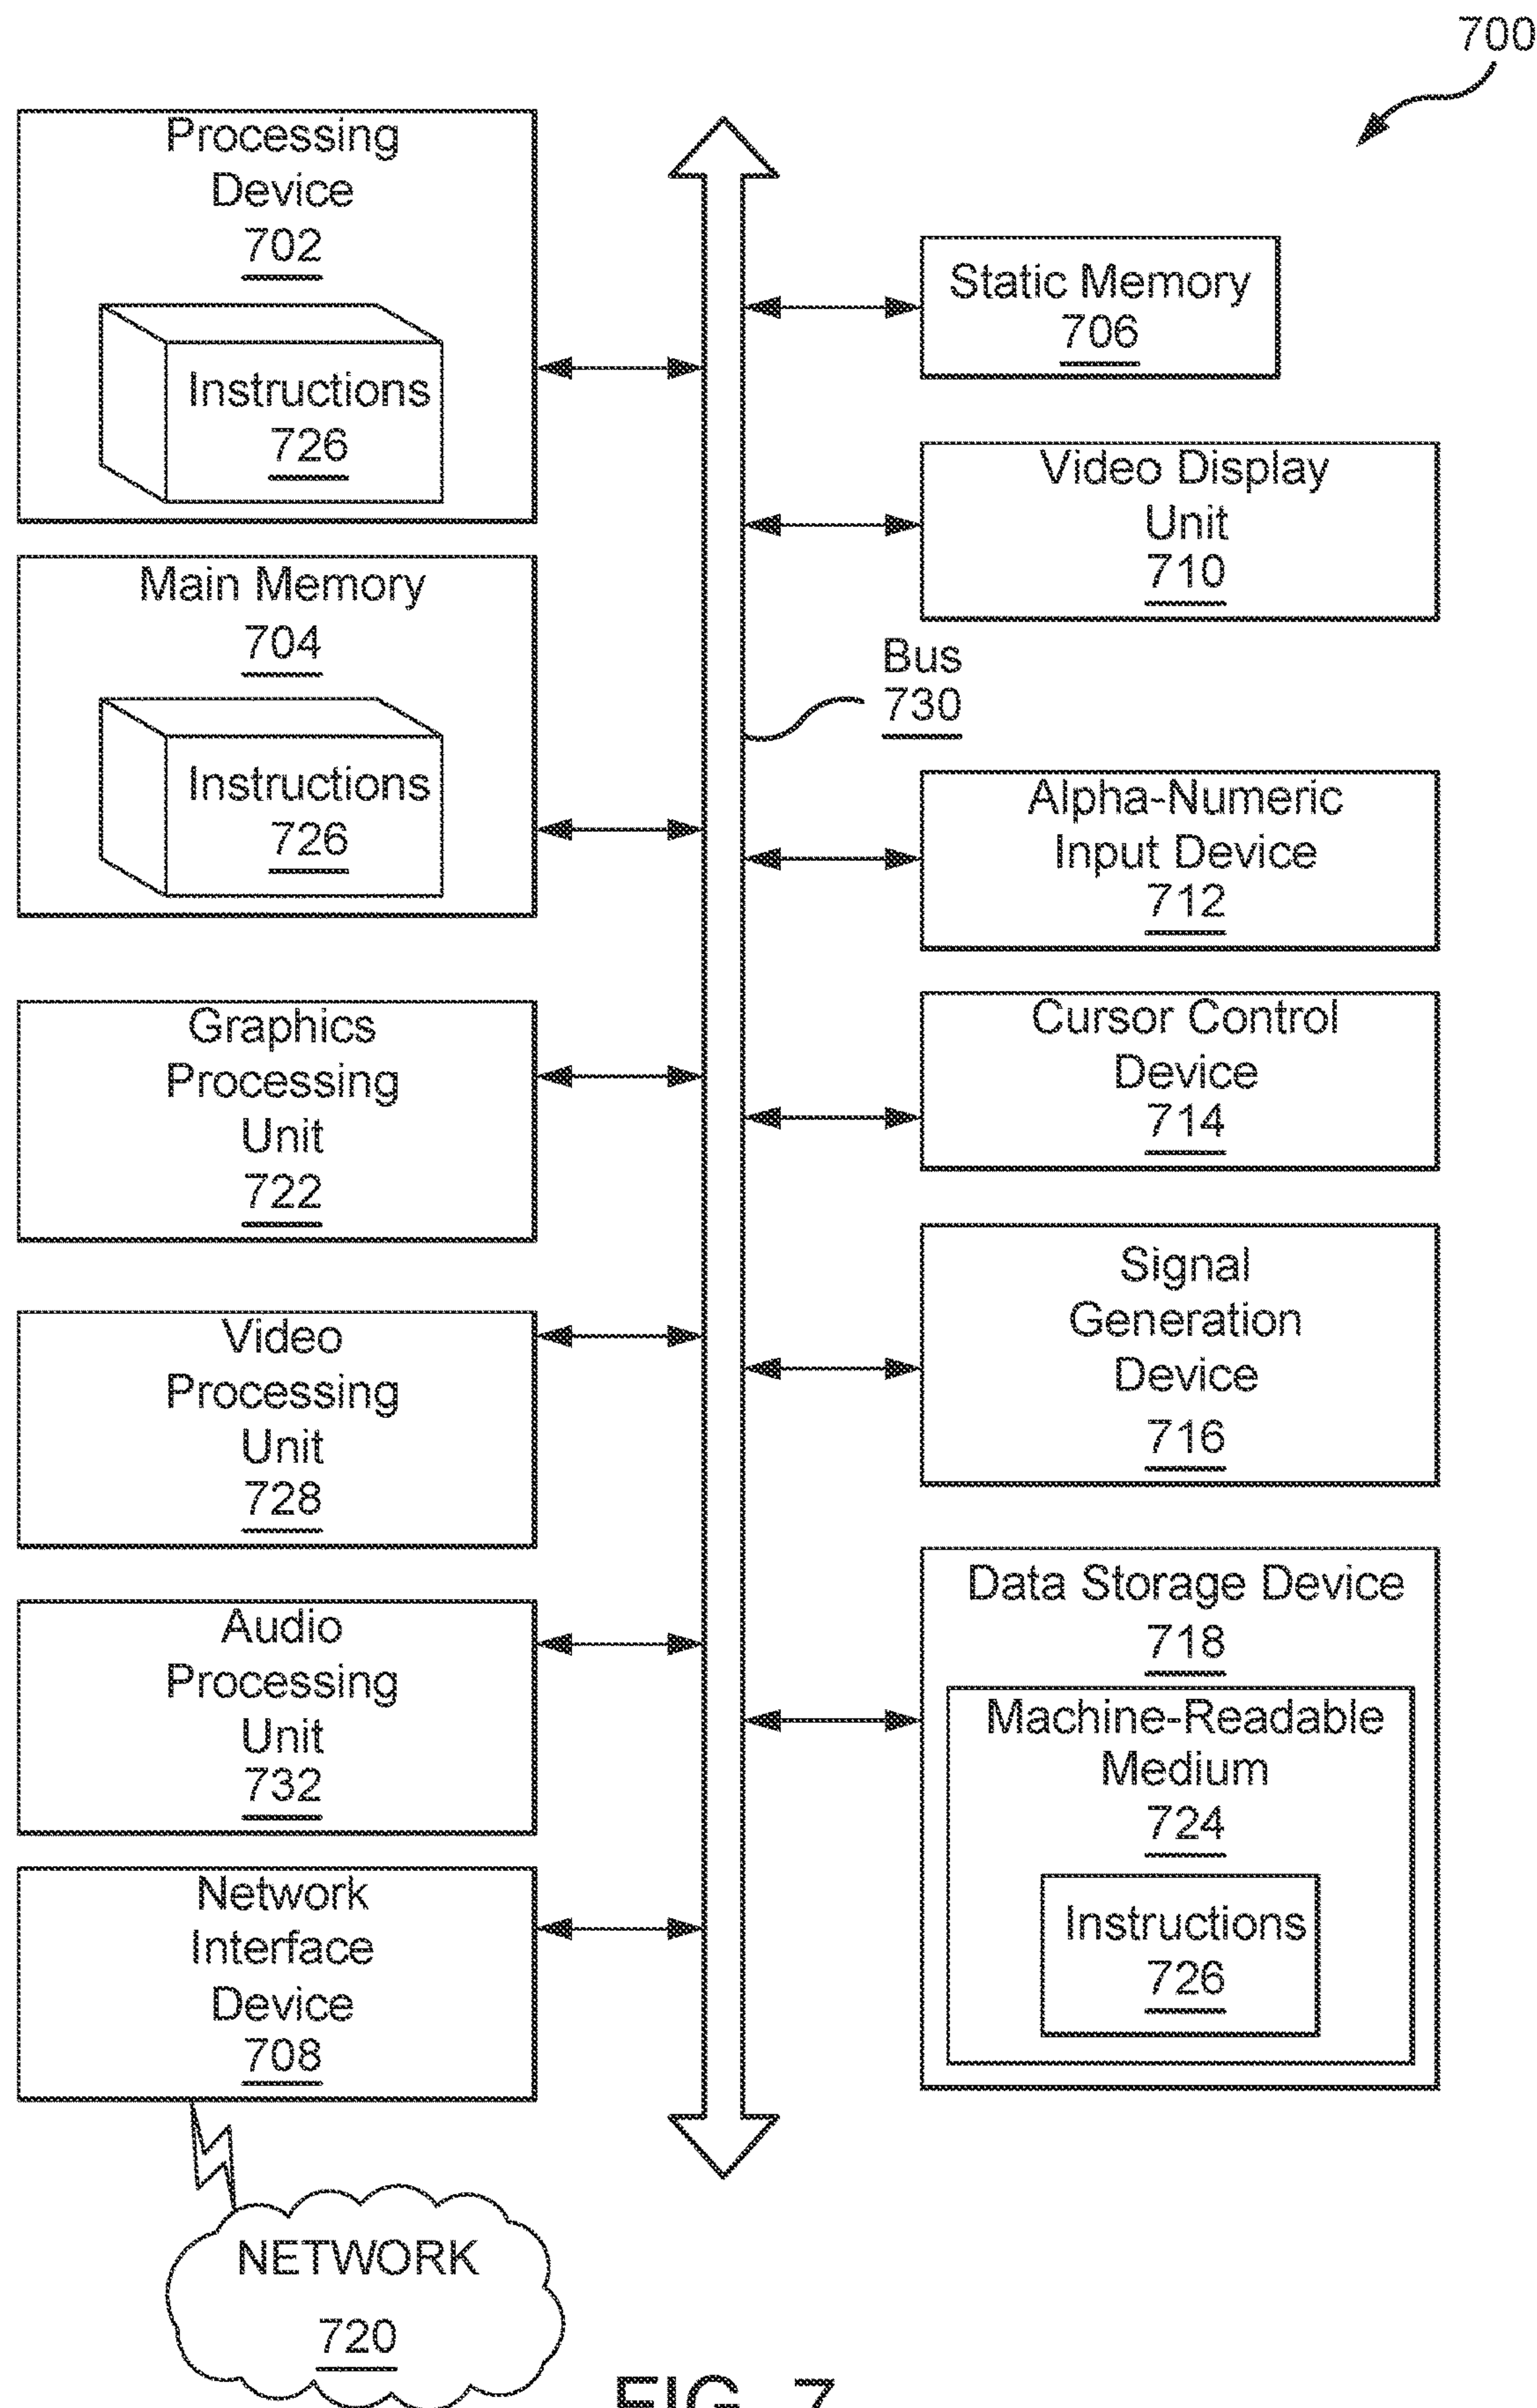 700
Processing
Device
702
Instructions
726
Main Memory
704
Instructions
726
Graphics
Processing
Unit
722
Video
Processing
Unit
728
Audio
Processing
Unit
732
Network
Interface
Device
708
NETWORK
720
Static Memory
706
Video Display
Unit
710
Bus
730
Alpha-Numeric
Input Device
712
Cursor Control
Device
714
Signal
Generation
Device
716
Data Storage Device
718
Machine-Readable
Medium
724
Instructions
726
FIG. 7